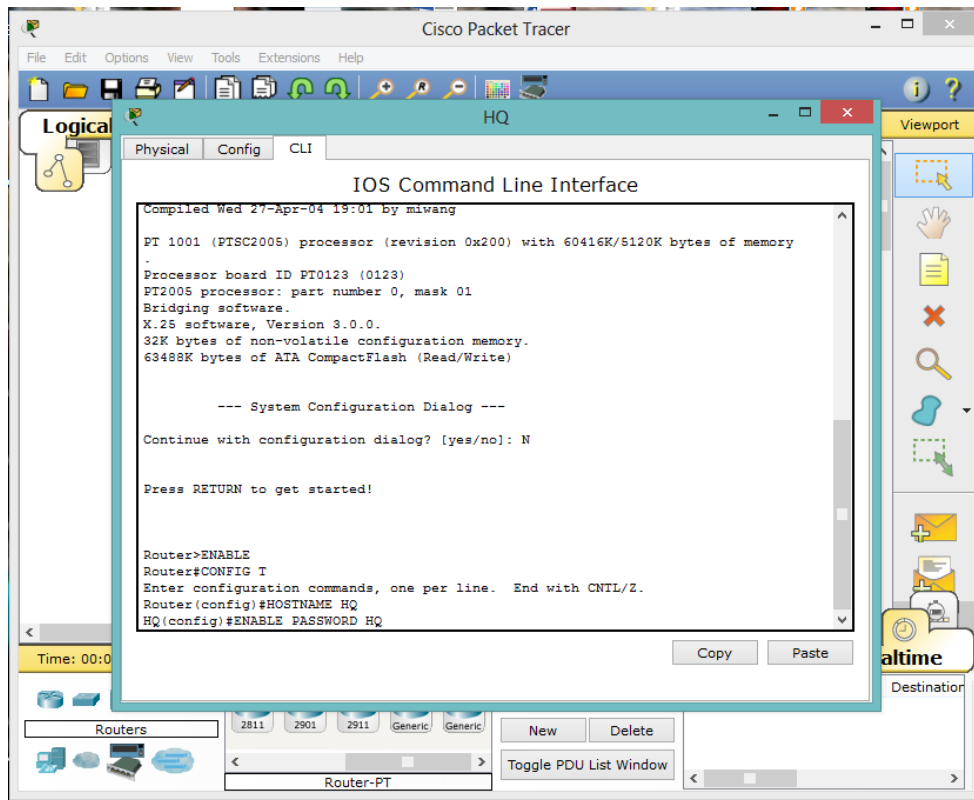 Cisco Packet Tracer
File Edit Options View Tools Extensions Help
Logical
Viewport
HQ
Physical Config CLI
IOS Command Line Interface
Compiled Wed 27-Apr-04 19:01 by miwang
PT 1001 (PTSC2005) processor (revision 0x200) with 60416K/5120K bytes of memory
.
Processor board ID PT0123 (0123)
PT2005 processor: part number 0, mask 01
Bridging software.
X.25 software, Version 3.0.0.
32K bytes of non-volatile configuration memory.
63488K bytes of ATA CompactFlash (Read/Write)
--- System Configuration Dialog ---
Continue with configuration dialog? [yes/no]: N
Press RETURN to get started!
Router>ENABLE
Router#CONFIG T
Enter configuration commands, one per line. End with CNTL/Z.
Router(config)#HOSTNAME HQ
HQ(config)#ENABLE PASSWORD HQ
Copy Paste
Time: 00:0
altime
Destination
Routers
2811 2901 2911 Generic Generic
New Delete
Toggle PDU List Window
Router-PT